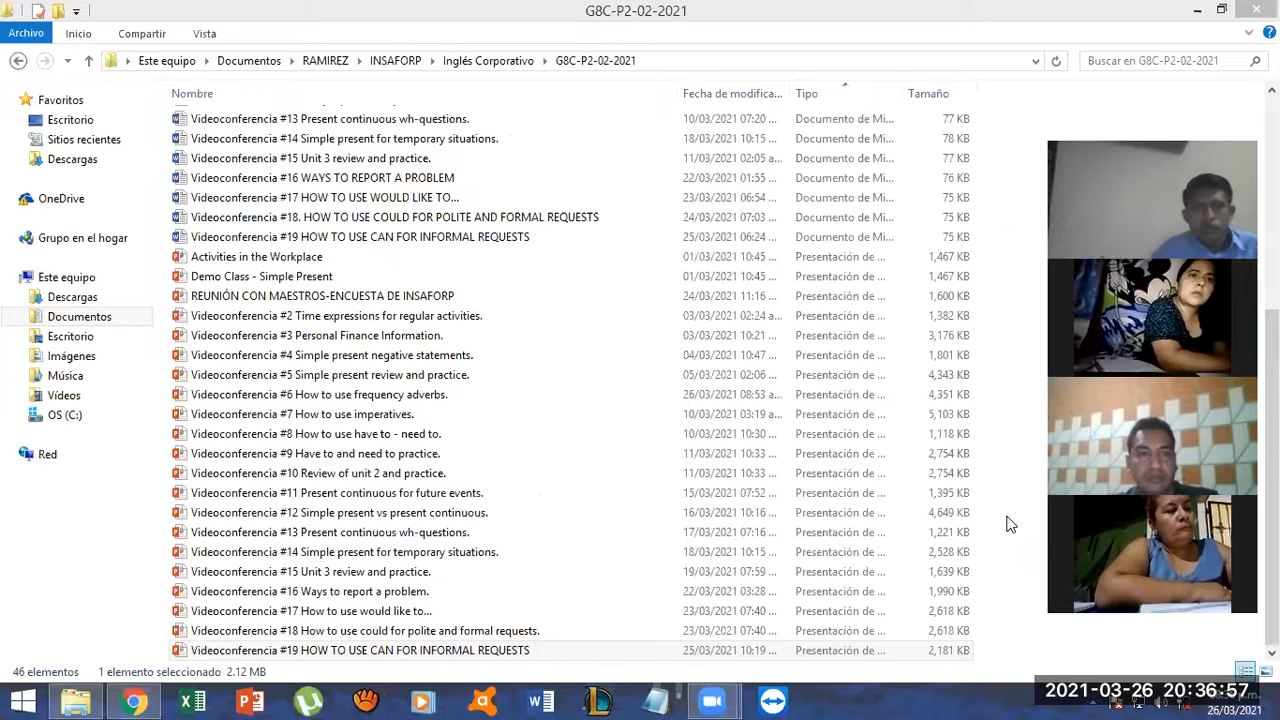 G8C-P2-02-2021
Archivo Inicio Compartir Vista
Este equipo Documentos RAMIREZ INSAFORP Inglés Corporativo G8C-P2-02-2021 Buscar en G8C-P2-02-2021
Nombre Fecha de modifica... Tipo Tamaño
Favoritos
Escritorio
Sitios recientes
Descargas
OneDrive
Grupo en el hogar
Este equipo
Descargas
Documentos
Escritorio
Imágenes
Música
Vídeos
OS (C:)
Red
Videoconferencia #13 Present continuous wh-questions. 10/03/2021 07:20 ... Documento de Mi... 77 KB
Videoconferencia #14 Simple present for temporary situations. 18/03/2021 10:15 ... Documento de Mi... 78 KB
Videoconferencia #15 Unit 3 review and practice. 11/03/2021 02:05 a... Documento de Mi... 77 KB
Videoconferencia #16 WAYS TO REPORT A PROBLEM 22/03/2021 01:55 ... Documento de Mi... 76 KB
Videoconferencia #17 HOW TO USE WOULD LIKE TO... 23/03/2021 06:54 ... Documento de Mi... 75 KB
Videoconferencia #18. HOW TO USE COULD FOR POLITE AND FORMAL REQUESTS 24/03/2021 07:03 ... Documento de Mi... 75 KB
Videoconferencia #19 HOW TO USE CAN FOR INFORMAL REQUESTS 25/03/2021 06:24 ... Documento de Mi... 75 KB
Activities in the Workplace 01/03/2021 10:45 ... Presentación de ... 1,467 KB
Demo Class - Simple Present 01/03/2021 10:45 ... Presentación de ... 1,467 KB
REUNIÓN CON MAESTROS-ENCUESTA DE INSAFORP 24/03/2021 11:16 ... Presentación de ... 1,600 KB
Videoconferencia #2 Time expressions for regular activities. 03/03/2021 02:24 a... Presentación de ... 1,382 KB
Videoconferencia #3 Personal Finance Information. 03/03/2021 10:21 ... Presentación de ... 3,176 KB
Videoconferencia #4 Simple present negative statements. 04/03/2021 10:47 ... Presentación de ... 1,801 KB
Videoconferencia #5 Simple present review and practice. 05/03/2021 02:06 ... Presentación de ... 4,343 KB
Videoconferencia #6 How to use frequency adverbs. 26/03/2021 08:53 a... Presentación de ... 4,351 KB
Videoconferencia #7 How to use imperatives. 10/03/2021 03:19 a... Presentación de ... 5,103 KB
Videoconferencia #8 How to use have to - need to. 10/03/2021 10:30 ... Presentación de ... 1,118 KB
Videoconferencia #9 Have to and need to practice. 11/03/2021 10:33 ... Presentación de ... 2,754 KB
Videoconferencia #10 Review of unit 2 and practice. 11/03/2021 10:33 ... Presentación de ... 2,754 KB
Videoconferencia #11 Present continuous for future events. 15/03/2021 07:52 ... Presentación de ... 1,395 KB
Videoconferencia #12 Simple present vs present continuous. 16/03/2021 10:16 ... Presentación de ... 4,649 KB
Videoconferencia #13 Present continuous wh-questions. 17/03/2021 07:16 ... Presentación de ... 1,221 KB
Videoconferencia #14 Simple present for temporary situations. 18/03/2021 10:15 ... Presentación de ... 2,528 KB
Videoconferencia #15 Unit 3 review and practice. 19/03/2021 07:59 ... Presentación de ... 1,639 KB
Videoconferencia #16 Ways to report a problem. 22/03/2021 03:28 ... Presentación de ... 1,990 KB
Videoconferencia #17 How to use would like to... 23/03/2021 07:40 ... Presentación de ... 2,618 KB
Videoconferencia #18 How to use could for polite and formal requests. 23/03/2021 07:40 ... Presentación de ... 2,618 KB
Videoconferencia #19 HOW TO USE CAN FOR INFORMAL REQUESTS 25/03/2021 10:19 ... Presentación de ... 2,181 KB
46 elementos 1 elemento seleccionado 2.12 MB
2021-03-26 20:36:57
26/03/2021